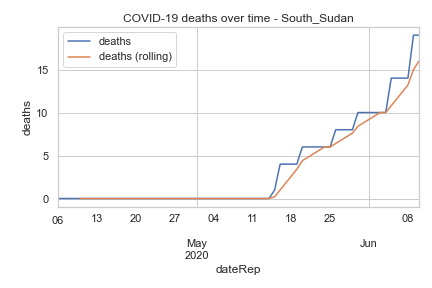 COVID-19 deaths over time - South_Sudan
deaths
deaths (rolling)
deaths
15
10
5
0
06 13 20 27 04 11 18 25 08
May Jun
2020
dateRep